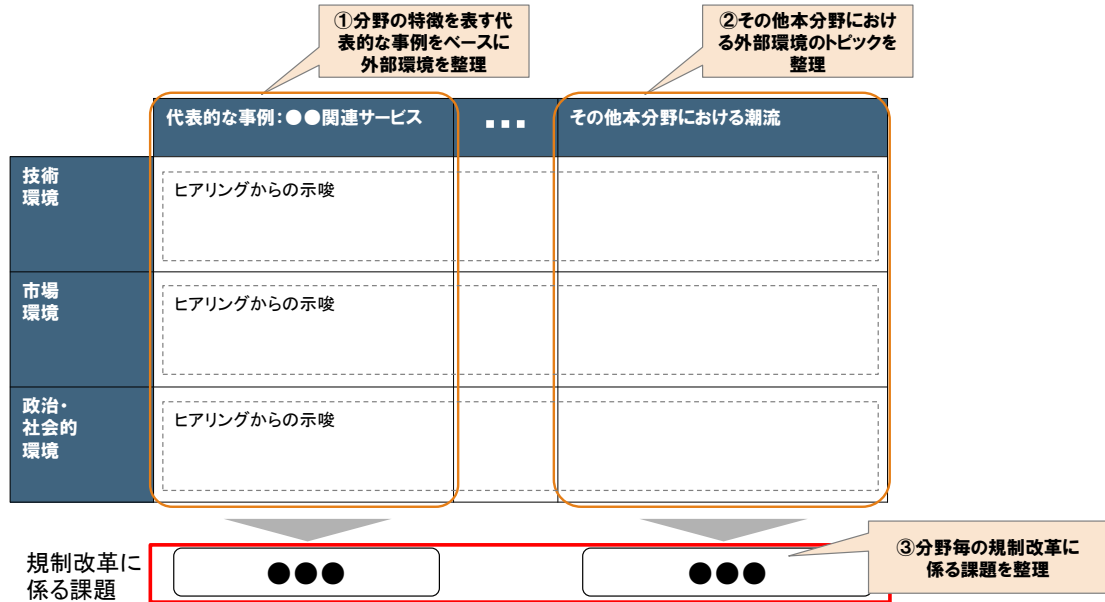 ①分野の特徴を表す代
表的な事例をベースに
外部環境を整理
②その他本分野におけ
る外部環境のトピックを
整理
代表的な事例:●●関連サービス
▪▪▪
その他本分野における潮流
技術
環境
ヒアリングからの示唆
市場
環境
ヒアリングからの示唆
政治・
社会的
環境
ヒアリングからの示唆
規制改革に
係る課題
●●●
●●●
③分野毎の規制改革に
係る課題を整理